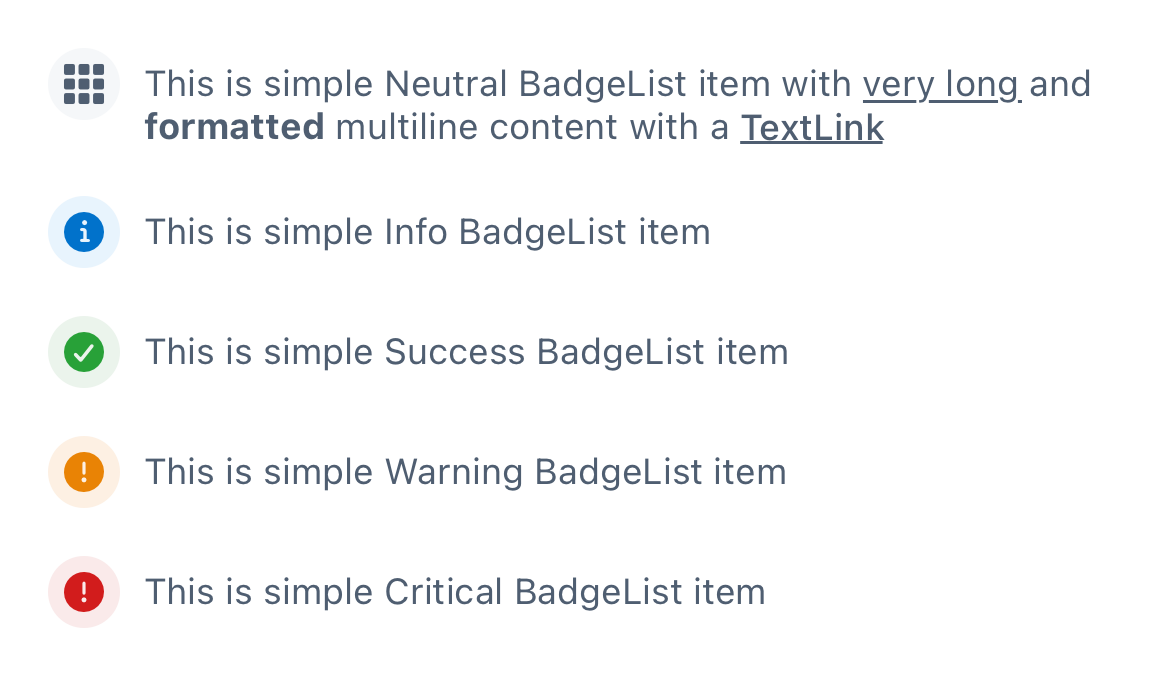 This is simple Neutral BadgeList item with very long and
formatted multiline content with a TextLink
This is simple Info BadgeList item
This is simple Success BadgeList item
This is simple Warning BadgeList item
This is simple Critical BadgeList item